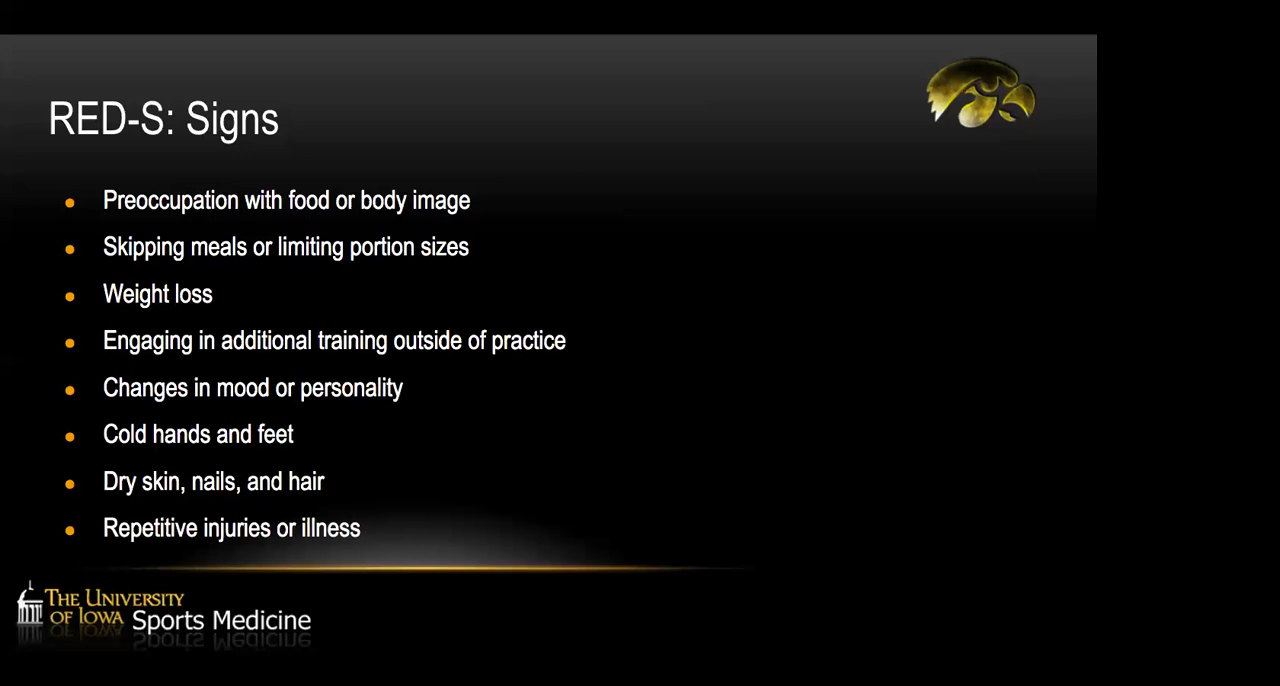 RED-S: Signs
Preoccupation with food or body image
Skipping meals or limiting portion sizes
Weight loss
Engaging in additional training outside of practice
Changes in mood or personality
Cold hands and feet
Dry skin, nails, and hair
Repetitive injuries or illness
THE UNIVERSITY
OF IOWA Sports Medicine